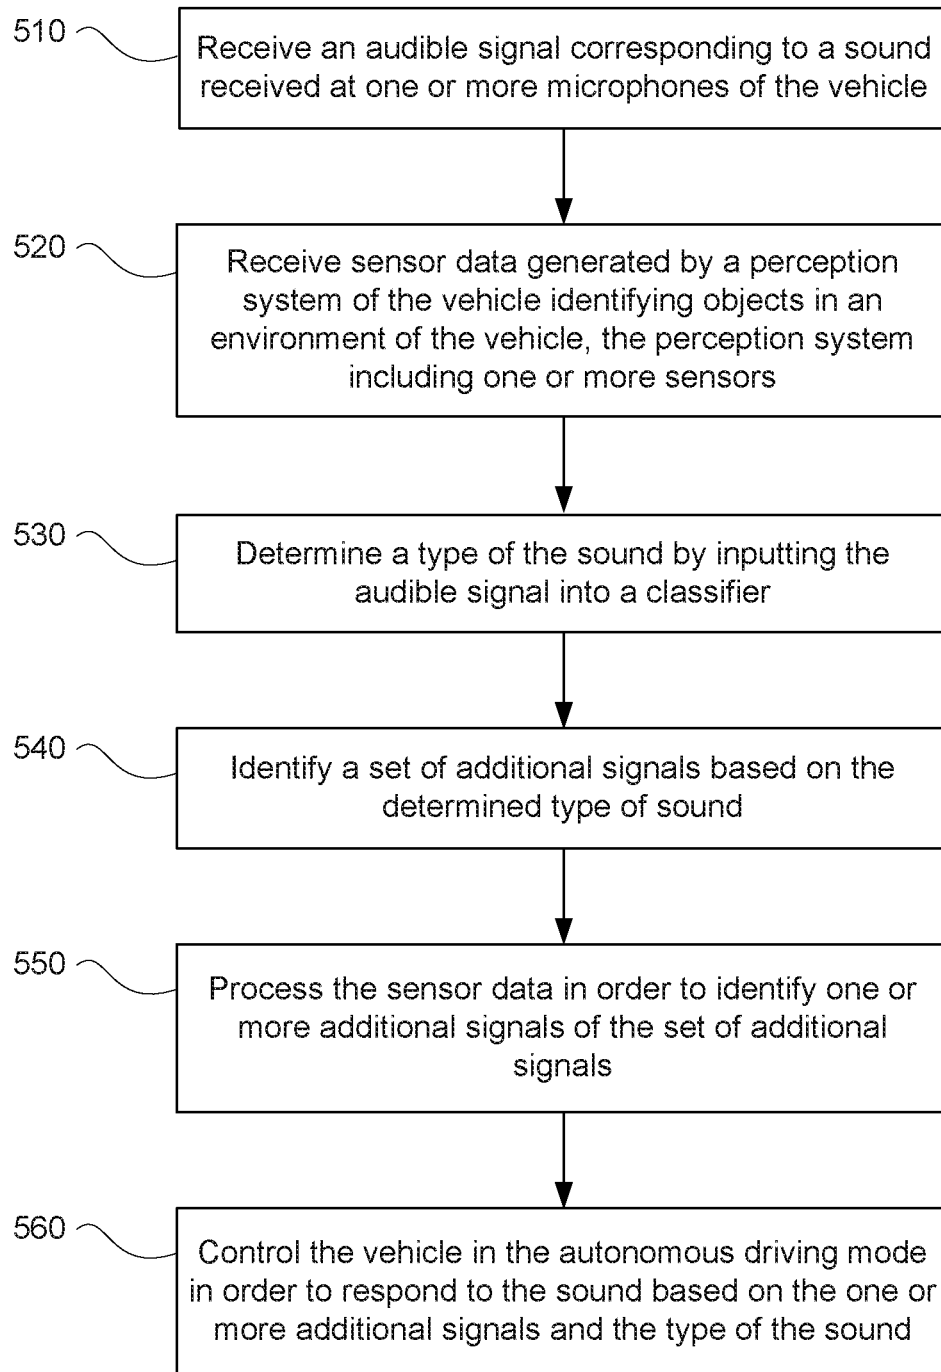 510
Receive an audible signal corresponding to a sound
received at one or more microphones of the vehicle
520
Receive sensor data generated by a perception
system of the vehicle identifying objects in an
environment of the vehicle, the perception system
including one or more sensors
530
Determine a type of the sound by inputting the
audible signal into a classifier
540
Identify a set of additional signals based on the
determined type of sound
550
Process the sensor data in order to identify one or
more additional signals of the set of additional
signals
560
Control the vehicle in the autonomous driving mode
in order to respond to the sound based on the one or
more additional signals and the type of the sound